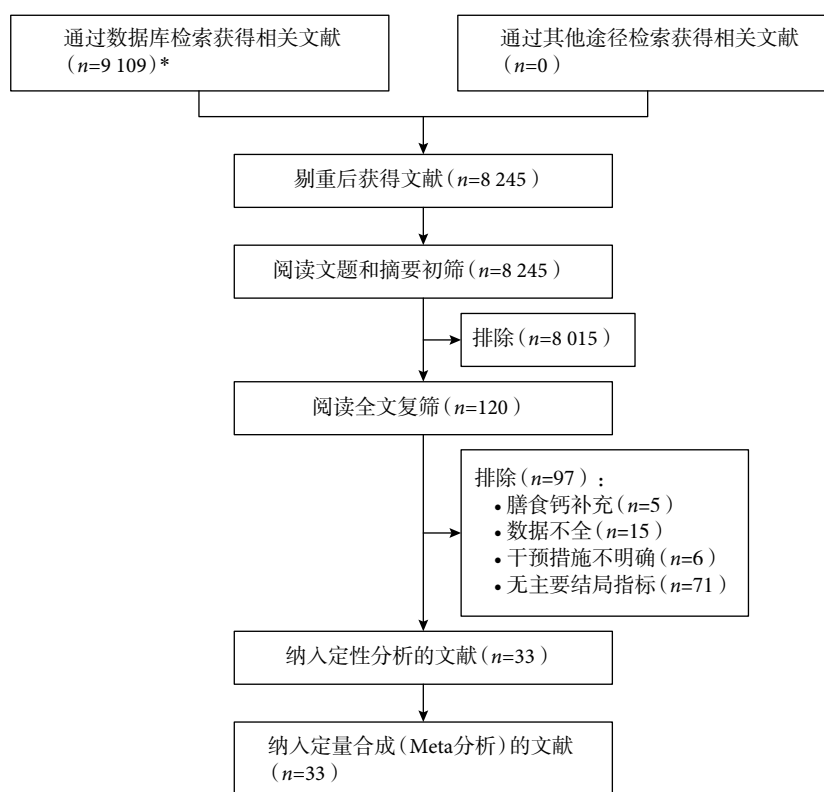 通过数据库检索获得相关文献
（n=9 109）*
通过其他途径检索获得相关文献
（n=0）
剔重后获得文献（n=8 245）
阅读文题和摘要初筛（n=8 245）
排除（n=8 015）
阅读全文复筛（n=120）
排除（n=97）：
• 膳食钙补充（n=5）
• 数据不全（n=15）
• 干预措施不明确（n=6）
• 无主要结局指标（n=71）
纳入定性分析的文献（n=33）
纳入定量合成（Meta分析）的文献
（n=33）